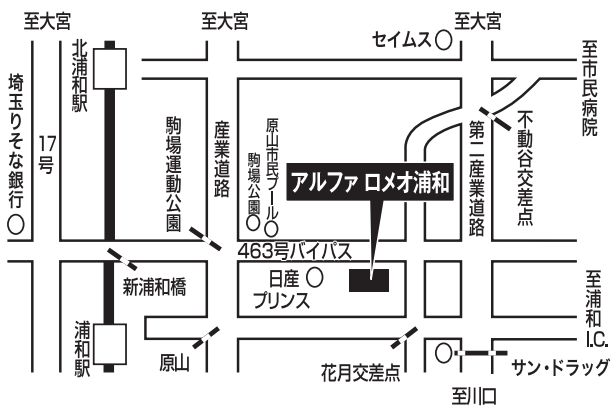 至大宮
至大宮
至大宮
セイムス
至市民病院
北浦和駅
埼玉りそな銀行
17号
駒場運動公園
産業道路
原山市民プール
駒場公園
アルファ ロメオ浦和
第二産業道路
不動谷交差点
463号バイパス
日産
プリンス
新浦和橋
至浦和I.C.
浦和駅
原山
花月交差点
サン・ドラッグ
至川口